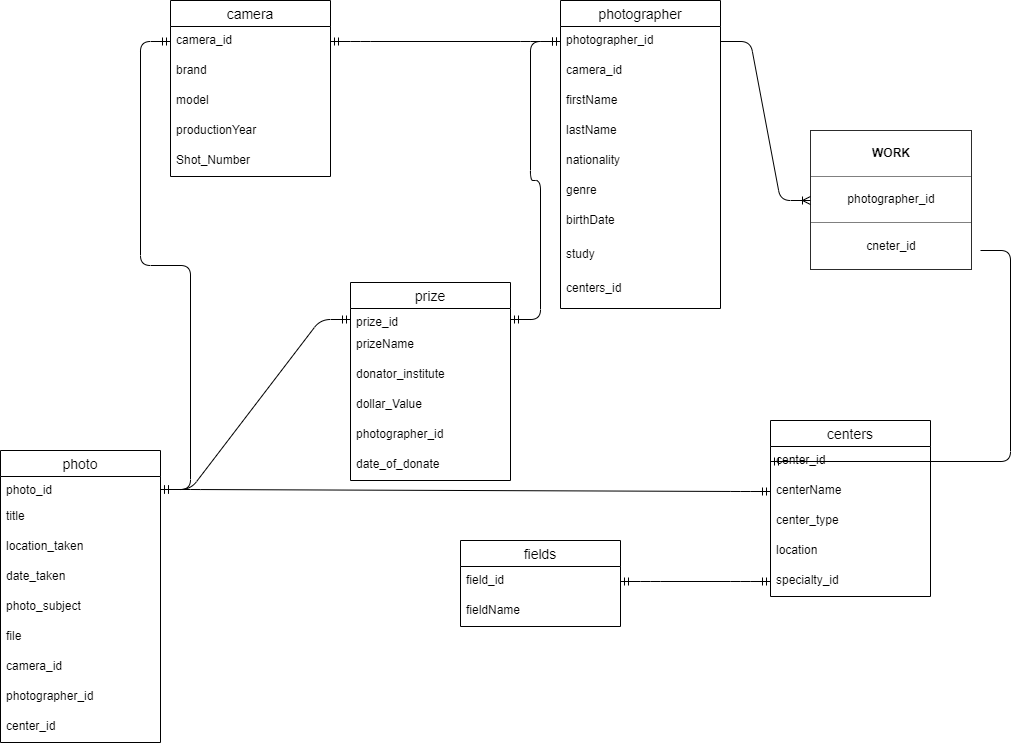 camera
camera_id
brand
model
productionYear
Shot_Number
photographer
photographer_id
camera_id
firstName
lastName
nationality
genre
birthDate
study
centers_id
WORK
photographer_id
cneter_id
prize
prize_id
prizeName
donator_institute
dollar_Value
photographer_id
date_of_donate
centers
center_id
centerName
center_type
location
specialty_id
photo
photo_id
title
location_taken
date_taken
photo_subject
file
camera_id
photographer_id
center_id
fields
field_id
fieldName